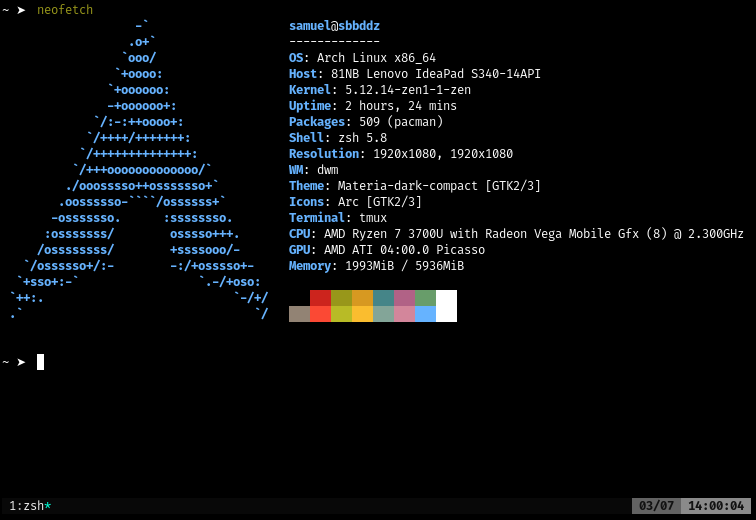 ~ ➤ neofetch
-`
.o+`
`ooo/
`+oooo:
`+oooooo:
-+oooooo+:
`/:-:++oooo+:
`/++++/+++++++:
`/++++++++++++++:
`/+++ooooooooooooo/`
./ooosssso++osssssso+`
.oossssso-````/ossssss+`
-osssssso. :ssssssso.
:osssssss/ osssso+++.
/ossssssss/ +ssssooo/-
`/ossssso+/:- -:/+osssso+-
`+sso+:-` `.-/+oso:
`++:. `-/+/
.` `/
samuel@sbbddz
-------------
OS: Arch Linux x86_64
Host: 81NB Lenovo IdeaPad S340-14API
Kernel: 5.12.14-zen1-1-zen
Uptime: 2 hours, 24 mins
Packages: 509 (pacman)
Shell: zsh 5.8
Resolution: 1920x1080, 1920x1080
WM: dwm
Theme: Materia-dark-compact [GTK2/3]
Icons: Arc [GTK2/3]
Terminal: tmux
CPU: AMD Ryzen 7 3700U with Radeon Vega Mobile Gfx (8) @ 2.300GHz
GPU: AMD ATI 04:00.0 Picasso
Memory: 1993MiB / 5936MiB
~ ➤
1:zsh* 03/07 14:00:04